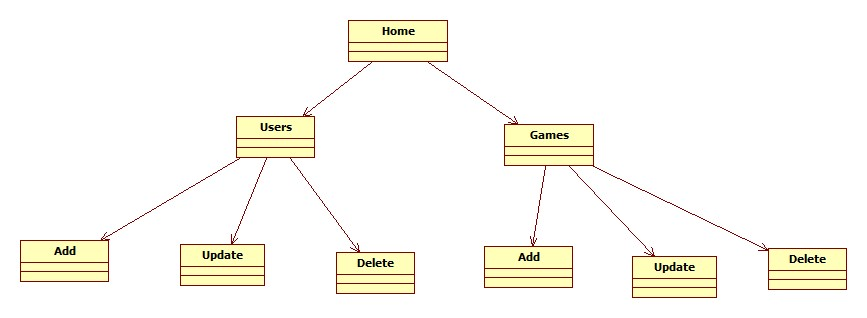 Home
Users
Games
Add
Update
Delete
Add
Update
Delete